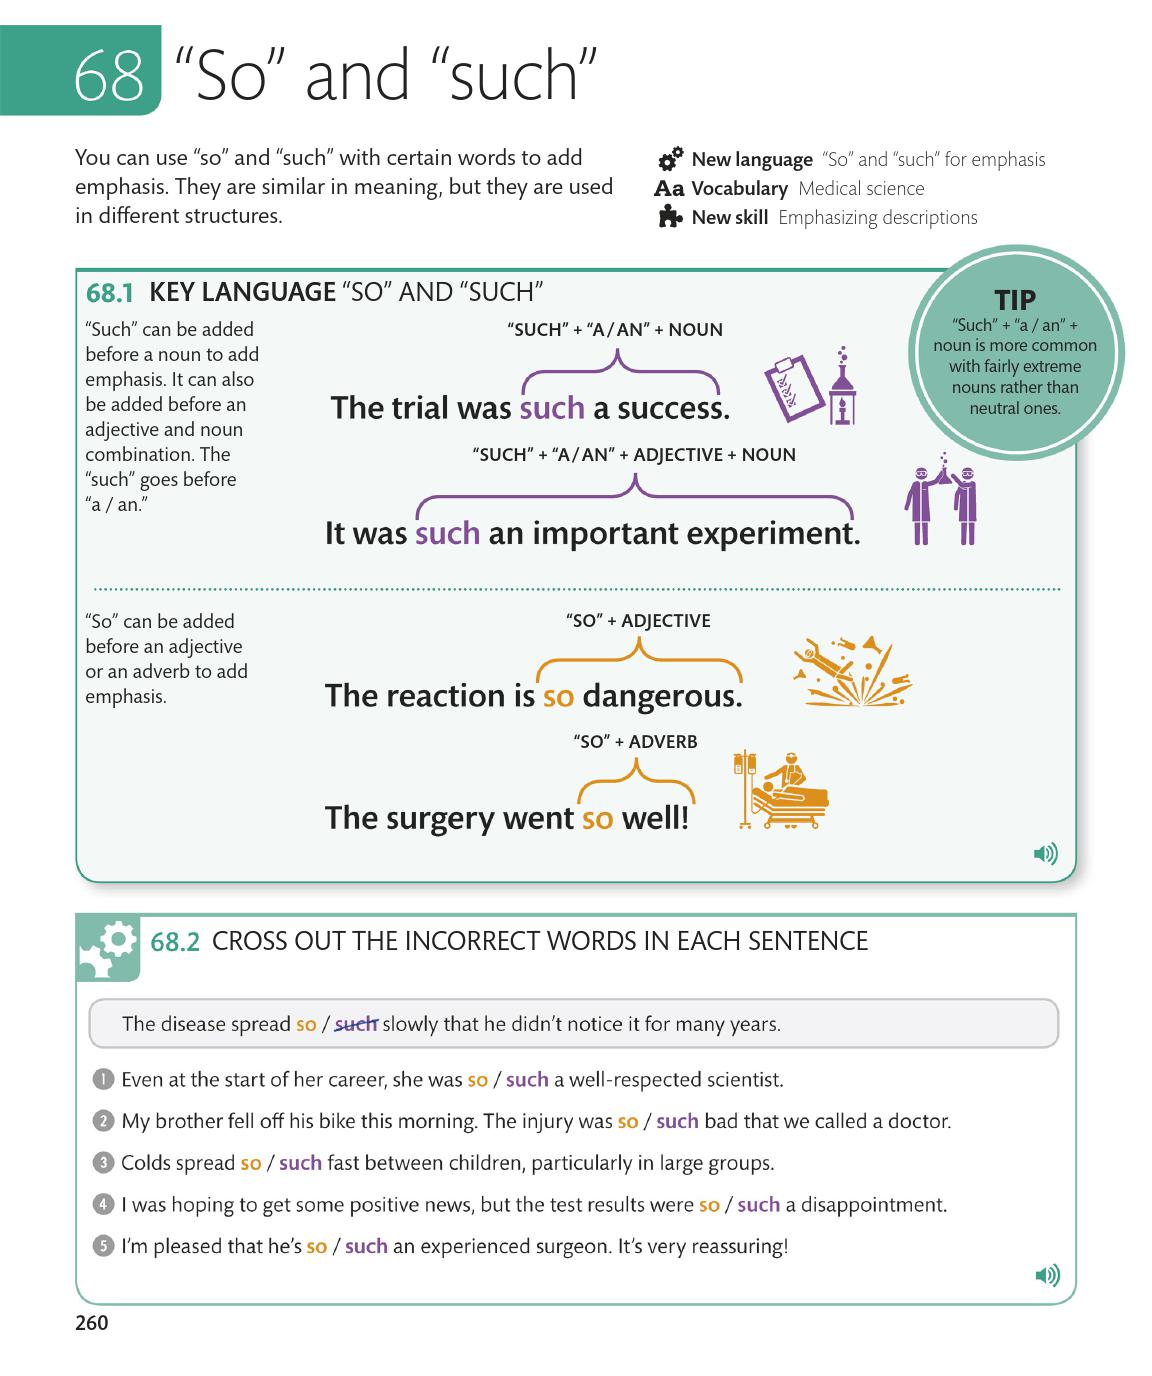 68 “So” and “such”
You can use “so” and “such” with certain words to add
emphasis. They are similar in meaning, but they are used
in different structures.
New language “So” and “such” for emphasis
Aa Vocabulary Medical science
New skill Emphasizing descriptions
68.1 KEY LANGUAGE “SO” AND “SUCH”
“Such” can be added
before a noun to add
emphasis. It can also
be added before an
adjective and noun
combination. The
“such” goes before
“a / an.”
“SUCH” + “A / AN” + NOUN
The trial was such a success.
“SUCH” + “A / AN” + ADJECTIVE + NOUN
It was such an important experiment.
TIP
“Such” + “a / an” +
noun is more common
with fairly extreme
nouns rather than
neutral ones.
“So” can be added
before an adjective
or an adverb to add
emphasis.
“SO” + ADJECTIVE
The reaction is so dangerous.
“SO” + ADVERB
The surgery went so well!
68.2 CROSS OUT THE INCORRECT WORDS IN EACH SENTENCE
The disease spread so / such slowly that he didn’t notice it for many years.
1 Even at the start of her career, she was so / such a well-respected scientist.
2 My brother fell off his bike this morning. The injury was so / such bad that we called a doctor.
3 Colds spread so / such fast between children, particularly in large groups.
4 I was hoping to get some positive news, but the test results were so / such a disappointment.
5 I’m pleased that he’s so / such an experienced surgeon. It’s very reassuring!
260